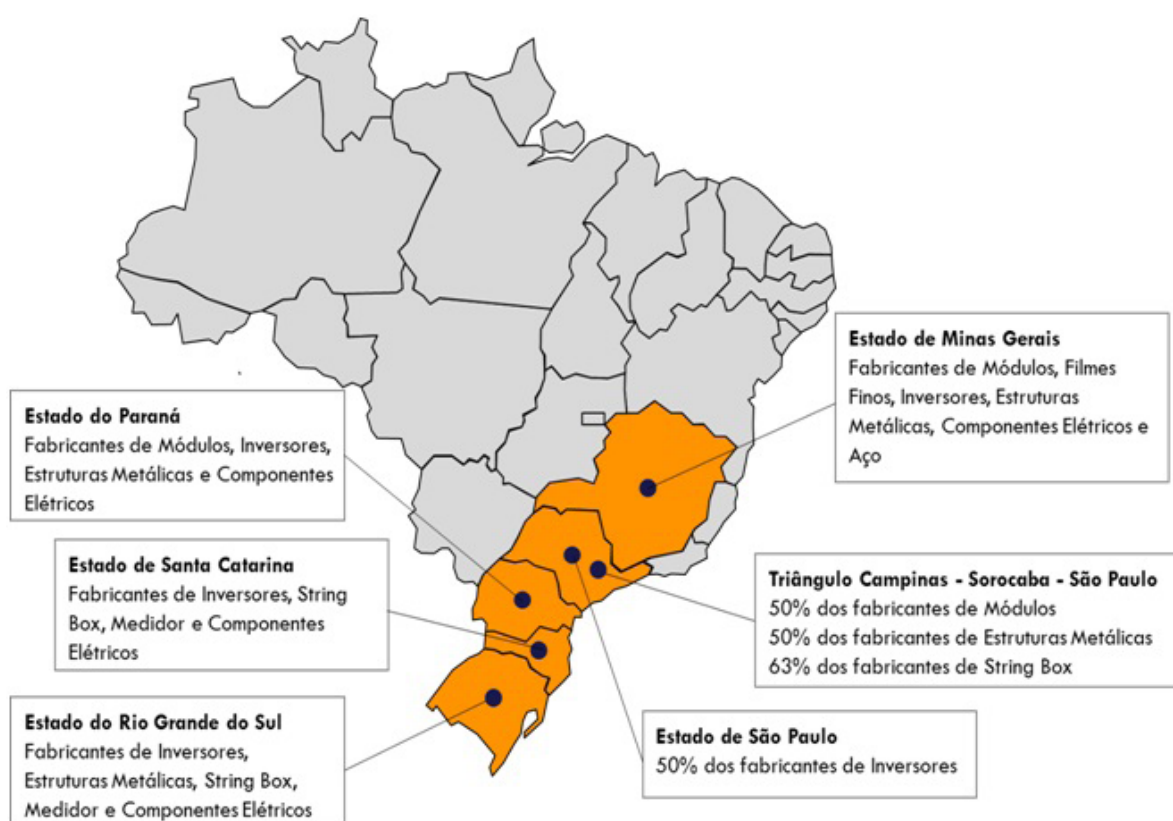 Estado de Minas Gerais
Fabricantes de Módulos, Filmes
Finos, Inversores, Estruturas
Metálicas, Componentes Elétricos e
Aço
Estado do Paraná
Fabricantes de Módulos, Inversores,
Estruturas Metálicas e Componentes
Elétricos
Estado de Santa Catarina
Fabricantes de Inversores, String
Box, Medidor e Componentes
Elétricos
Triângulo Campinas - Sorocaba - São Paulo
50% dos fabricantes de Módulos
50% dos fabricantes de Estruturas Metálicas
63% dos fabricantes de String Box
Estado do Rio Grande do Sul
Fabricantes de Inversores,
Estruturas Metálicas, String Box,
Medidor e Componentes Elétricos
Estado de São Paulo
50% dos fabricantes de Inversores